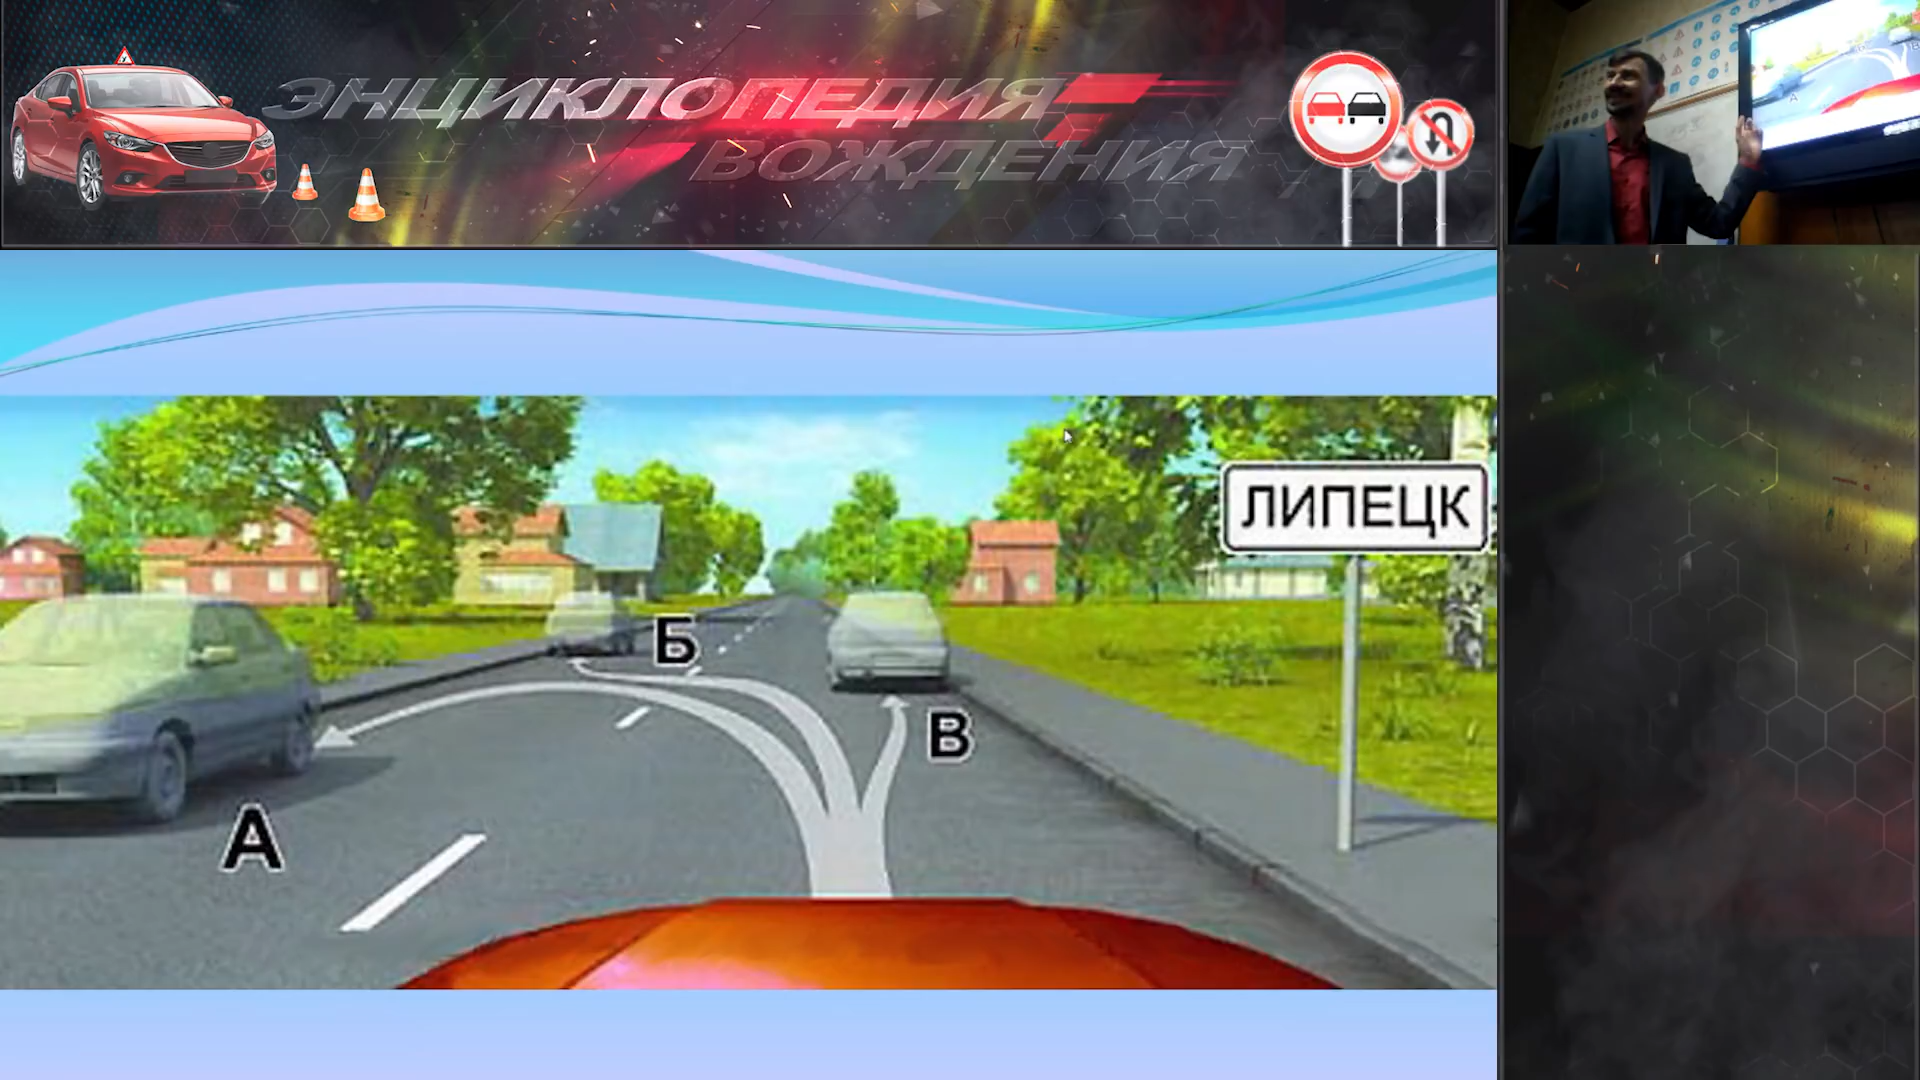 ЭНЦИКЛОПЕДИЯ
ВОЖДЕНИЯ
ЛИПЕЦК
Б
В
А